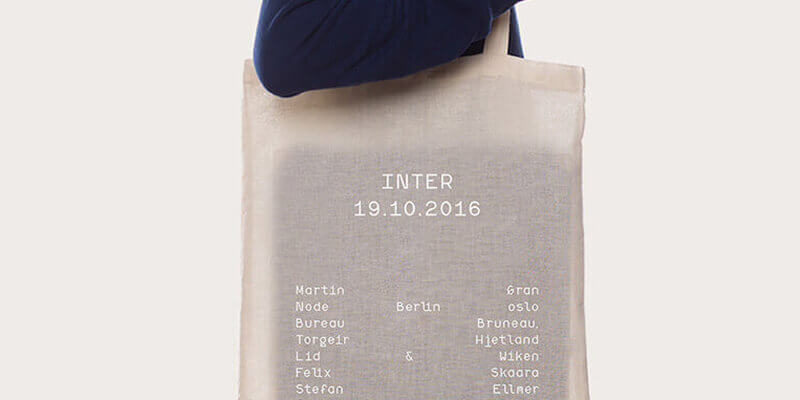 INTER
19.10.2016
Martin Gran
Node Berlin oslo
Bureau Bruneau,
Torgeir Hjetland
Lid & Wiken
Felix Skaara
Stefan Ellmer